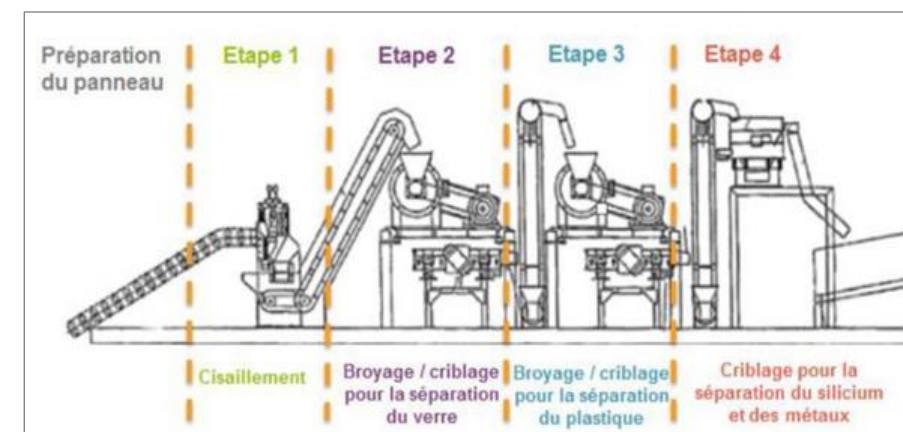 Préparation
du panneau
Etape 1
Etape 2
Etape 3
Etape 4
Cisaillement
Broyage / criblage
pour la séparation
du verre
Broyage / criblage
pour la séparation
du plastique
Criblage pour la
séparation du silicium
et des métaux